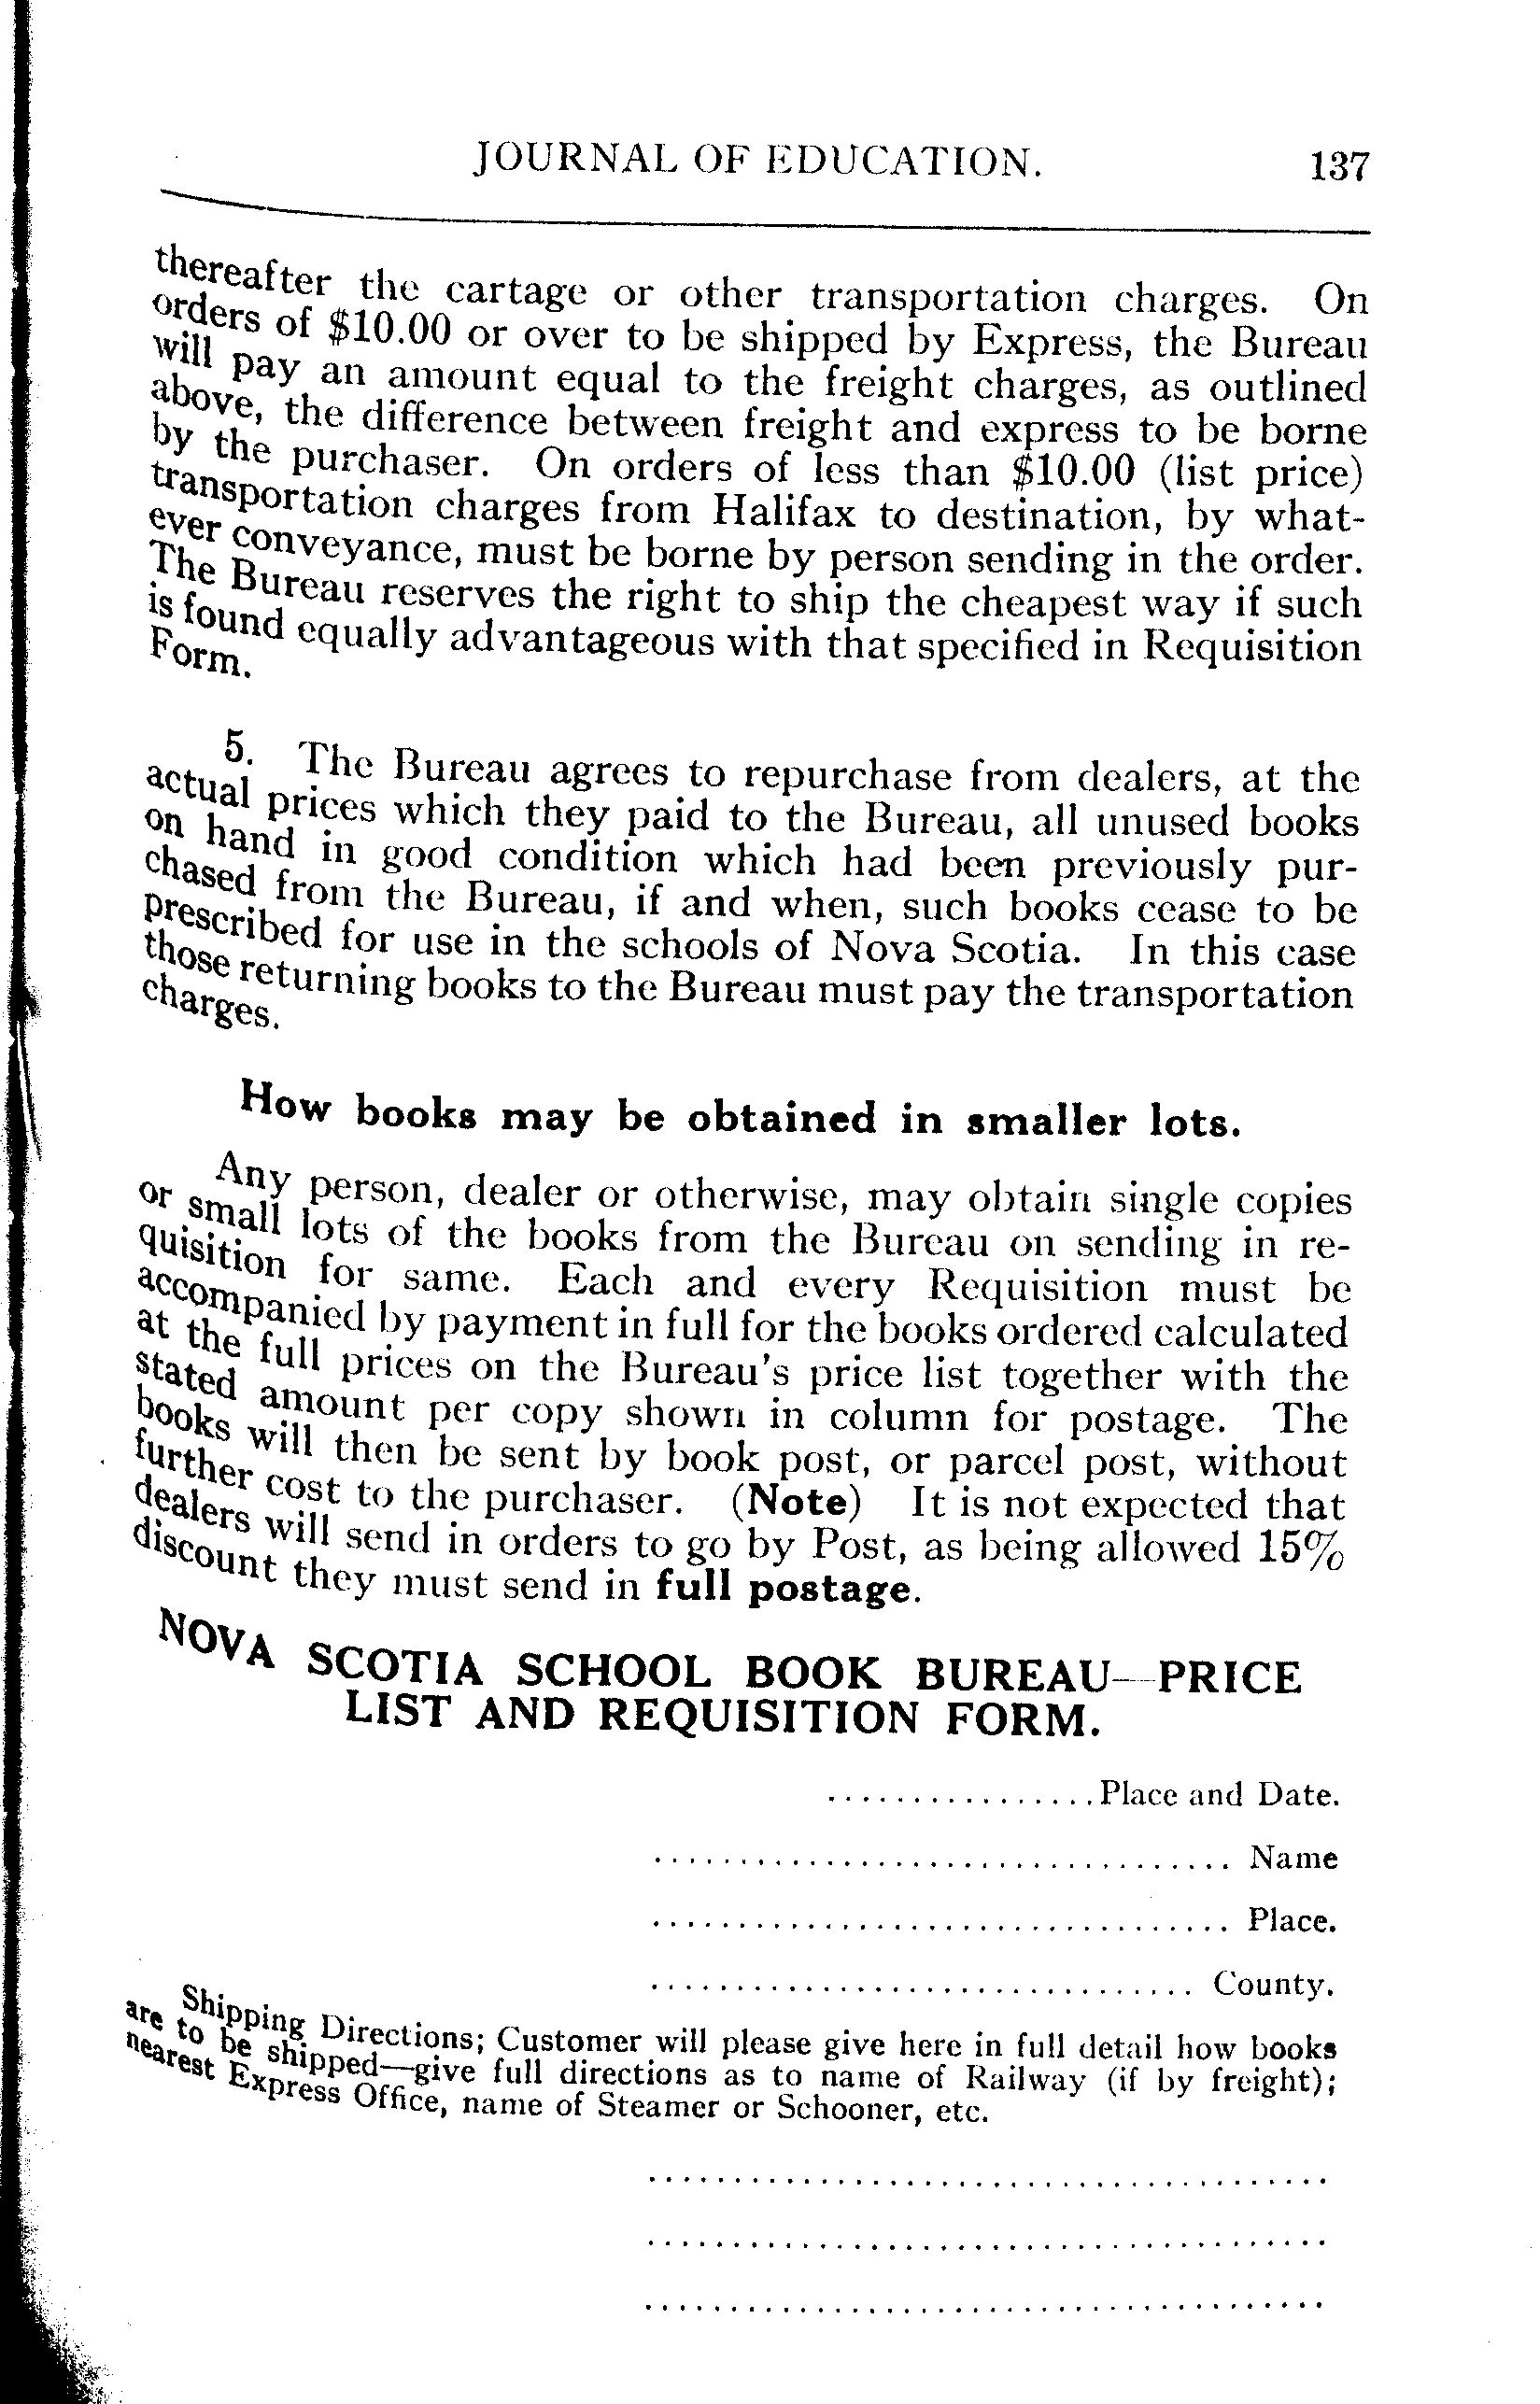 JOURNAL OF EDUCATION. 137
thereafter the cartage or other transportation charges. On
orders of $10.00 or over to be shipped by Express, the Bureau
will pay an amount equal to the freight charges, as outlined
above, the difference between freight and express to be borne
by the purchaser. On orders of less than $10.00 (list price)
transportation charges from Halifax to destination, by what-
ever conveyance, must be borne by person sending in the order.
The Bureau reserves the right to ship the cheapest way if such
is found equally advantageous with that specified in Requisition
Form.
5. The Bureau agrees to repurchase from dealers, at the
actual prices which they paid to the Bureau, all unused books
on hand in good condition which had been previously pur-
chased from the Bureau, if and when, such books cease to be
prescribed for use in the schools of Nova Scotia. In this case
those returning books to the Bureau must pay the transportation
charges.
How books may be obtained in smaller lots.
Any person, dealer or otherwise, may obtain single copies
or small lots of the books from the Bureau on sending in re-
quisition for same. Each and every Requisition must be
accompanied by payment in full for the books ordered calculated
at the full prices on the Bureau's price list together with the
stated amount per copy shown in column for postage. The
books will then be sent by book post, or parcel post, without
further cost to the purchaser. (Note) It is not expected that
dealers will send in orders to go by Post, as being allowed 15%
discount they must send in full postage.
NOVA SCOTIA SCHOOL BOOK BUREAU—PRICE
LIST AND REQUISITION FORM.
................Place and Date.
.................................. Name
.................................. Place.
................................ County.
Shipping Directions; Customer will please give here in full detail how books
are to be shipped—give full directions as to name of Railway (if by freight);
nearest Express Office, name of Steamer or Schooner, etc.
........................................
........................................
........................................